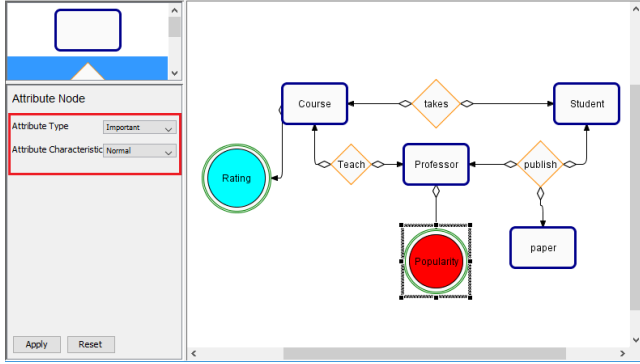 Attribute Node
Attribute Type Important
Attribute Characteristic Normal
Apply Reset
Course takes Student
Rating Teach Professor publish
Popularity paper